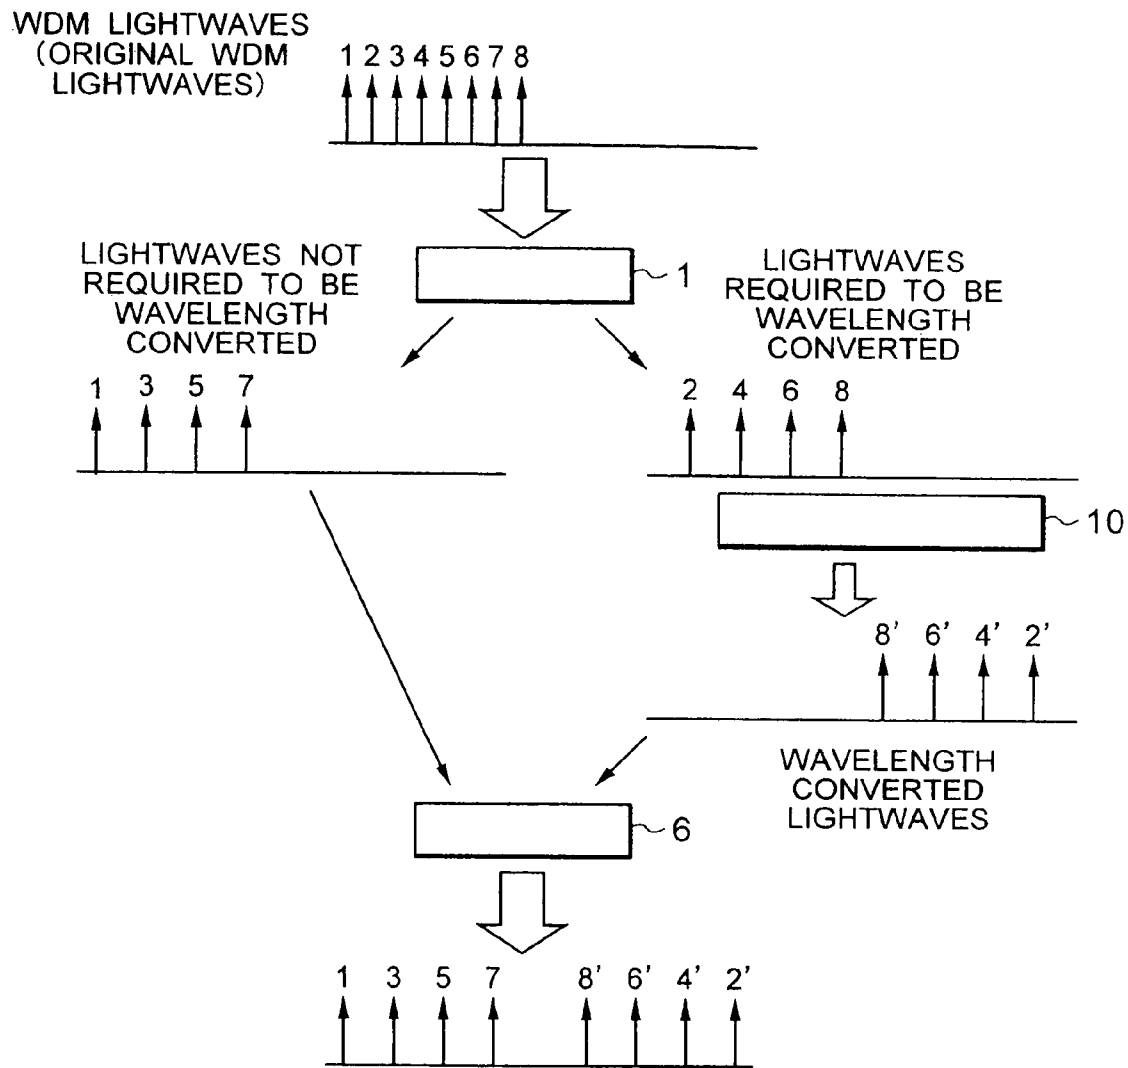 WDM LIGHTWAVES
(ORIGINAL WDM
LIGHTWAVES)
1 2 3 4 5 6 7 8
1
LIGHTWAVES NOT
REQUIRED TO BE
WAVELENGTH
CONVERTED
LIGHTWAVES
REQUIRED TO BE
WAVELENGTH
CONVERTED
1 3 5 7
2 4 6 8
10
8' 6' 4' 2'
WAVELENGTH
CONVERTED
LIGHTWAVES
6
1 3 5 7 8' 6' 4' 2'